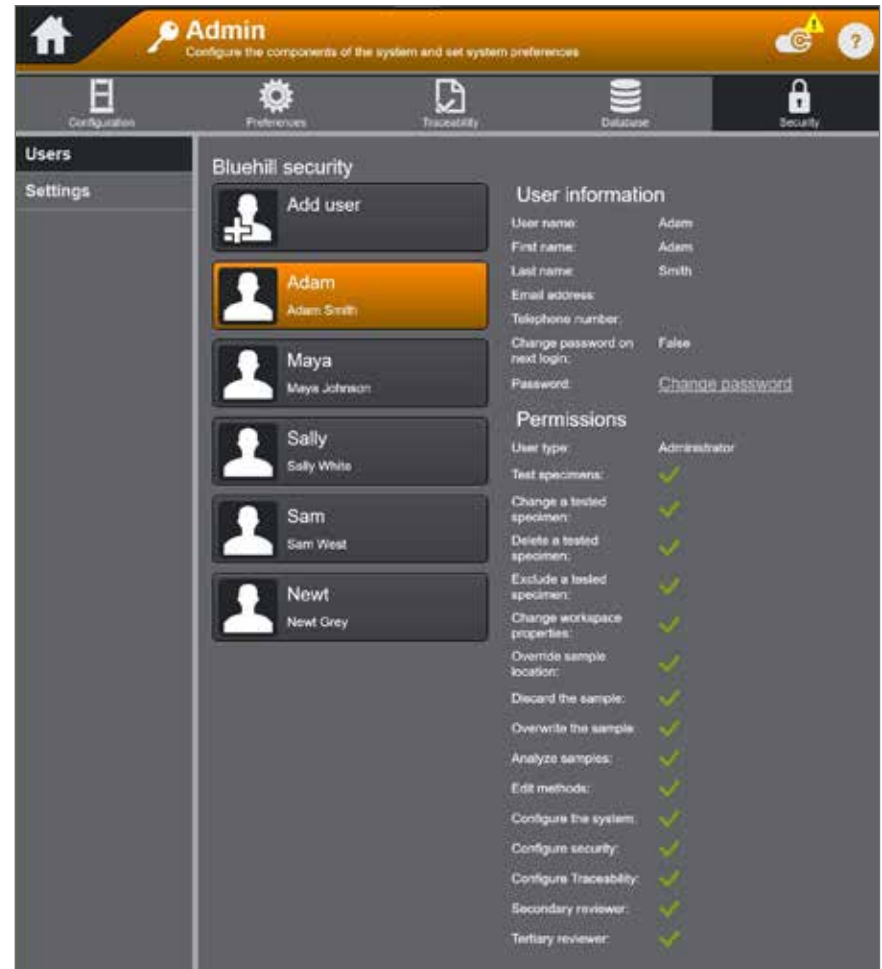 Admin
Configure the components of the system and set system preferences
?
Configuration
Preferences
Traceability
Database
Security
Users
Settings
Bluehill security
Add user
Adam
Adam Smith
Maya
Maya Johnson
Sally
Sally White
Sam
Sam West
Newt
Newt Grey
User information
User name: Adam
First name: Adam
Last name: Smith
Email address:
Telephone number:
Change password on
next login: False
Password: Change password
Permissions
User type: Administrator
Test specimens:
Change a tested
specimen:
Delete a tested
specimen:
Exclude a tested
specimen:
Change workspace
properties:
Override sample
location:
Discard the sample:
Overwrite the sample:
Analyze samples:
Edit methods:
Configure the system:
Configure security:
Configure Traceability:
Secondary reviewer:
Tertiary reviewer: